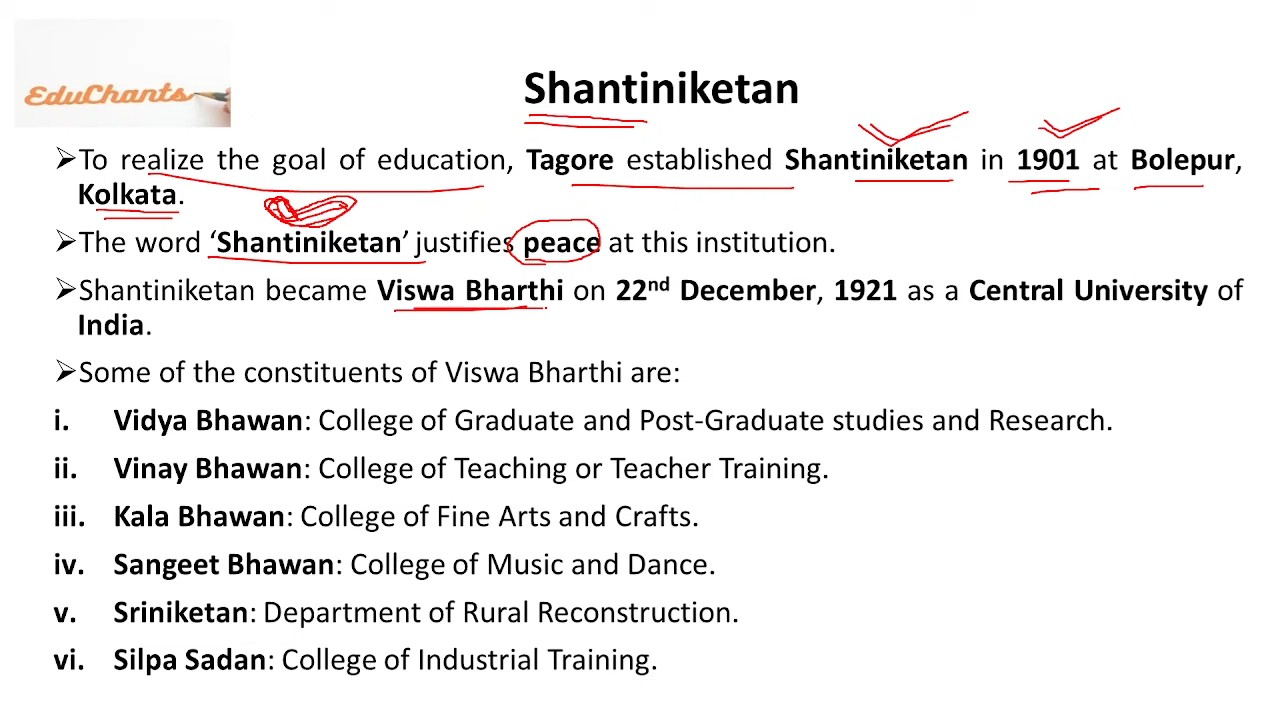 EduChants
Shantiniketan
➢To realize the goal of education, Tagore established Shantiniketan in 1901 at Bolepur,
Kolkata.
➢The word ‘Shantiniketan’ justifies peace at this institution.
➢Shantiniketan became Viswa Bharthi on 22nd December, 1921 as a Central University of
India.
➢Some of the constituents of Viswa Bharthi are:
i. Vidya Bhawan: College of Graduate and Post-Graduate studies and Research.
ii. Vinay Bhawan: College of Teaching or Teacher Training.
iii. Kala Bhawan: College of Fine Arts and Crafts.
iv. Sangeet Bhawan: College of Music and Dance.
v. Sriniketan: Department of Rural Reconstruction.
vi. Silpa Sadan: College of Industrial Training.